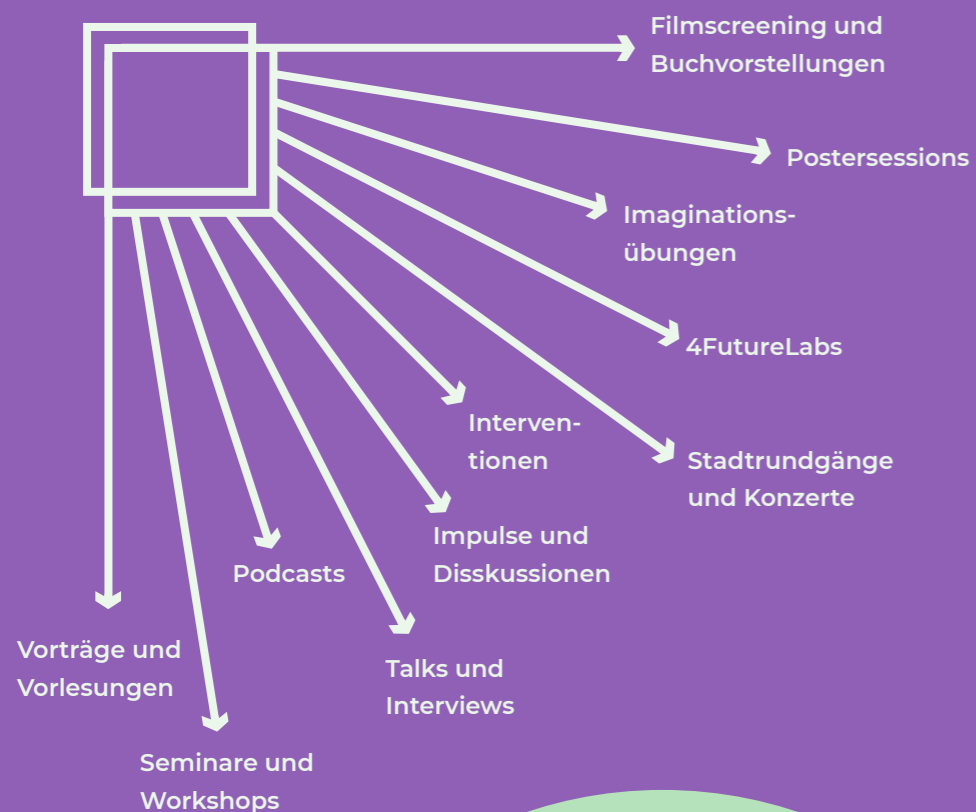 Filmscreening und
Buchvorstellungen
Postersessions
Imaginations-
übungen
4FutureLabs
Interven-
tionen
Stadtrundgänge
und Konzerte
Impulse und
Disskussionen
Podcasts
Vorträge und
Vorlesungen
Talks und
Interviews
Seminare und
Workshops